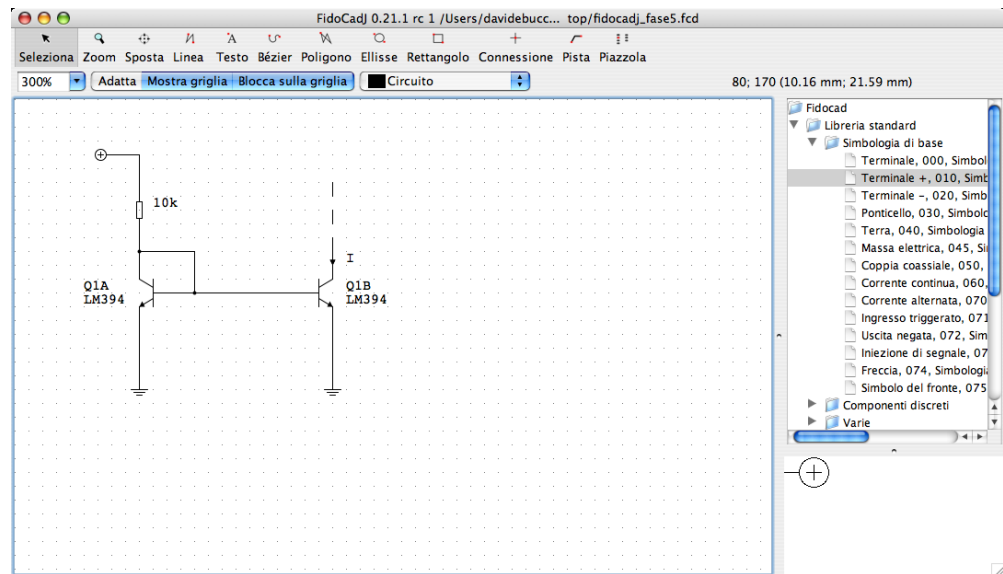 FidoCadJ 0.21.1 rc 1 /Users/davidebucc... top/fidocadj_fase5.fcd
Seleziona Zoom Sposta Linea Testo Bézier Poligono Ellisse Rettangolo Connessione Pista Piazzola
300% Adatta Mostra griglia Blocca sulla griglia Circuito 80; 170 (10.16 mm; 21.59 mm)
Fidocad
Libreria standard
Simbologia di base
Terminale, 000, Simbol
Terminale +, 010, Simb
Terminale -, 020, Simb
Ponticello, 030, Simbolo
Terra, 040, Simbologia
Massa elettrica, 045, Si
Coppia coassiale, 050,
Corrente continua, 060,
Corrente alternata, 070
Ingresso triggerato, 071
Uscita negata, 072, Sim
Iniezione di segnale, 07
Freccia, 074, Simbologi
Simbolo del fronte, 075
Componenti discreti
Varie
10k
I
Q1A
LM394
Q1B
LM394